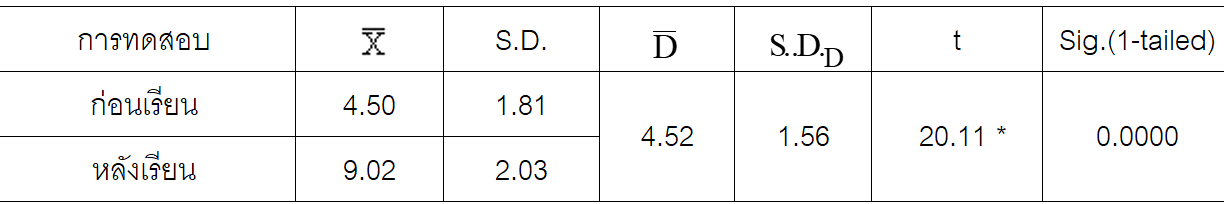 การทดสอบ X̅ S.D. D̅ S.D.D t Sig.(1-tailed)
ก่อนเรียน 4.50 1.81
4.52 1.56 20.11 * 0.0000
หลังเรียน 9.02 2.03